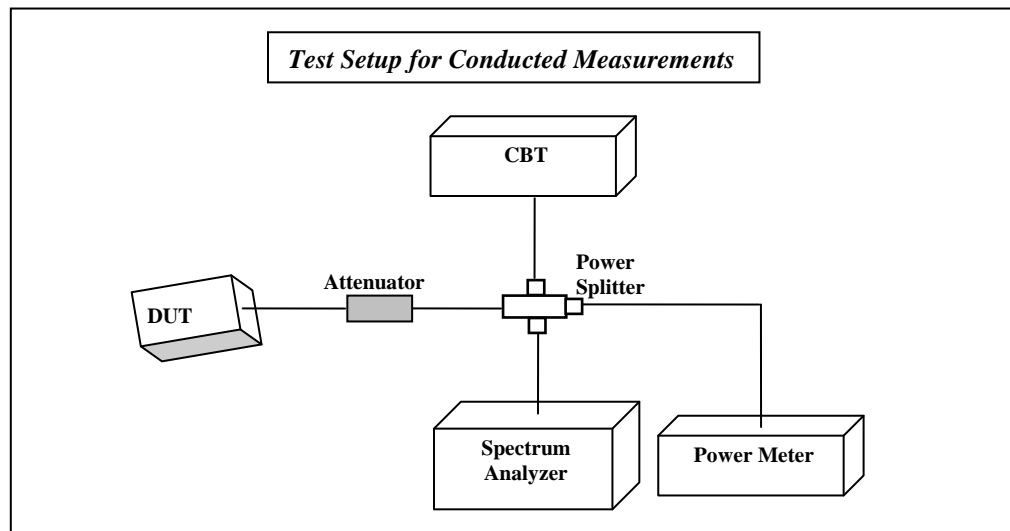 Test Setup for Conducted Measurements
CBT
Power
Splitter
Attenuator
DUT
Spectrum
Analyzer
Power Meter